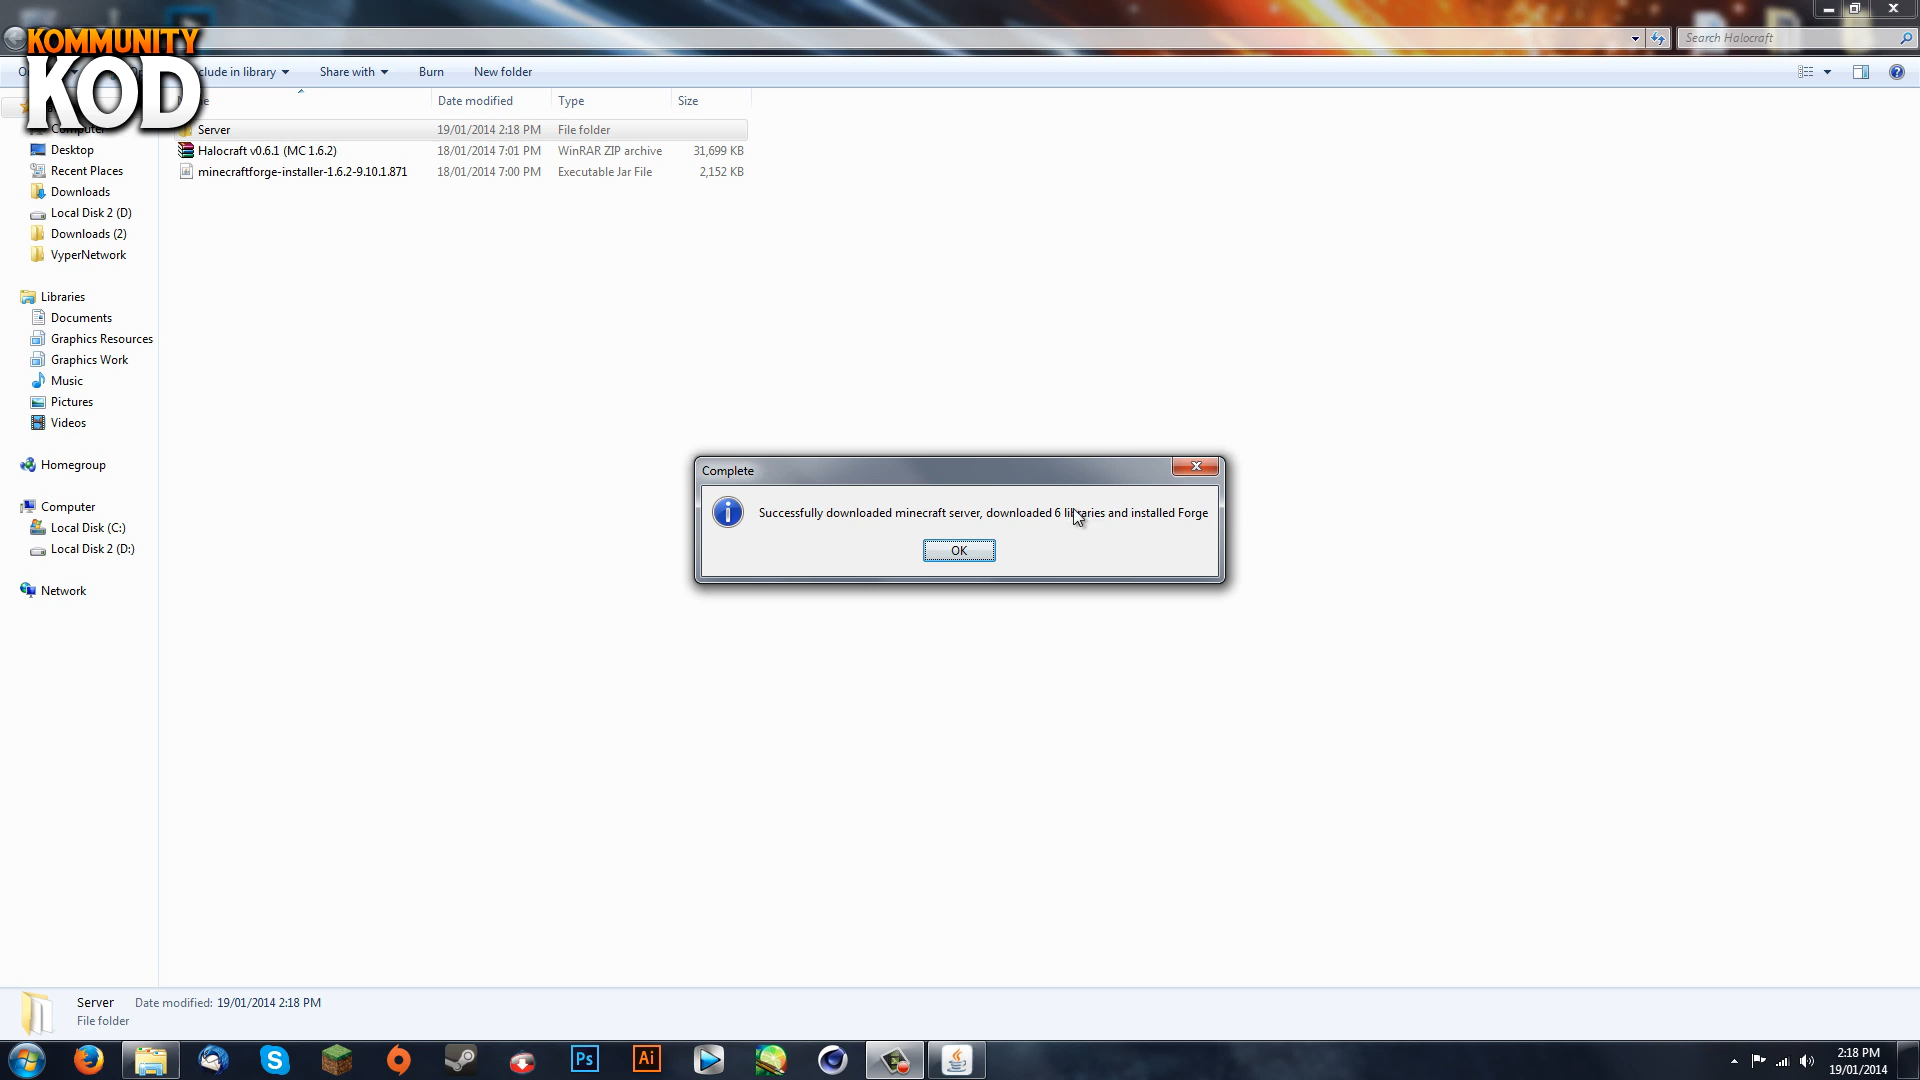 KOMMUNITY
KOD
Search Halocraft
clude in library
Share with
Burn
New folder
Date modified
Type
Size
Server 19/01/2014 2:18 PM File folder
Halocraft v0.6.1 (MC 1.6.2) 18/01/2014 7:01 PM WinRAR ZIP archive 31,699 KB
minecraftforge-installer-1.6.2-9.10.1.871 18/01/2014 7:00 PM Executable Jar File 2,152 KB
Computer
Desktop
Recent Places
Downloads
Local Disk 2 (D)
Downloads (2)
VyperNetwork
Libraries
Documents
Graphics Resources
Graphics Work
Music
Pictures
Videos
Homegroup
Computer
Local Disk (C:)
Local Disk 2 (D:)
Network
Complete
Successfully downloaded minecraft server, downloaded 6 libraries and installed Forge
OK
Server Date modified: 19/01/2014 2:18 PM
File folder
Ps
Ai
2:18 PM
19/01/2014